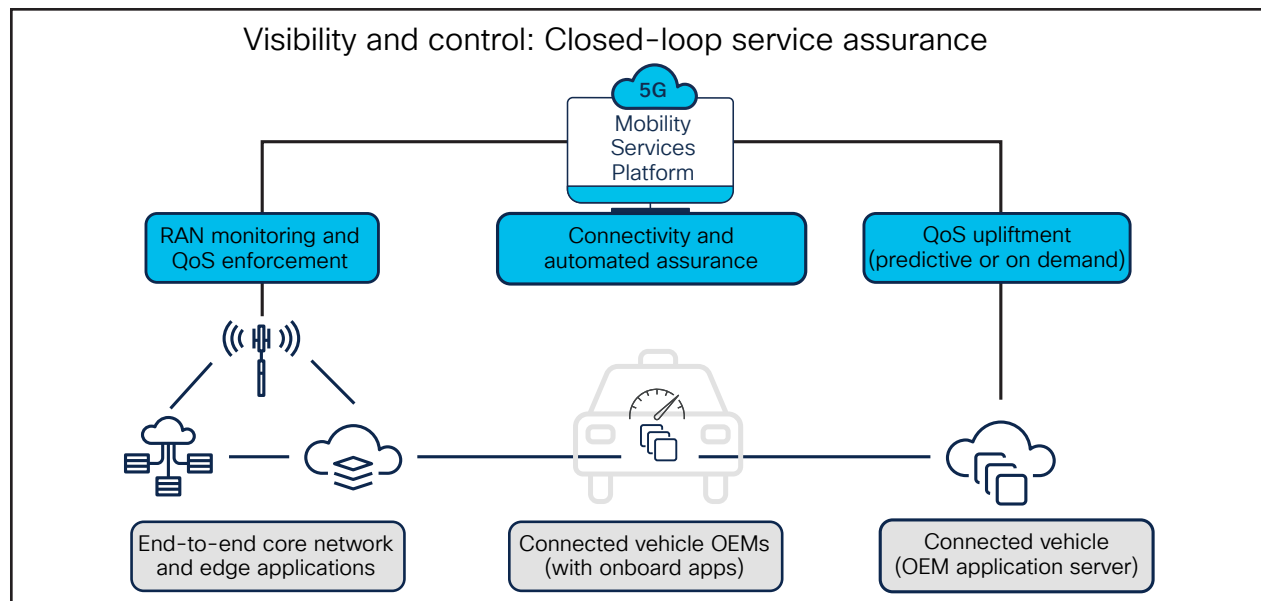 Visibility and control: Closed-loop service assurance
5G
Mobility
Services
Platform
RAN monitoring and
QoS enforcement
Connectivity and
automated assurance
QoS upliftment
(predictive or on demand)
End-to-end core network
and edge applications
Connected vehicle OEMs
(with onboard apps)
Connected vehicle
(OEM application server)